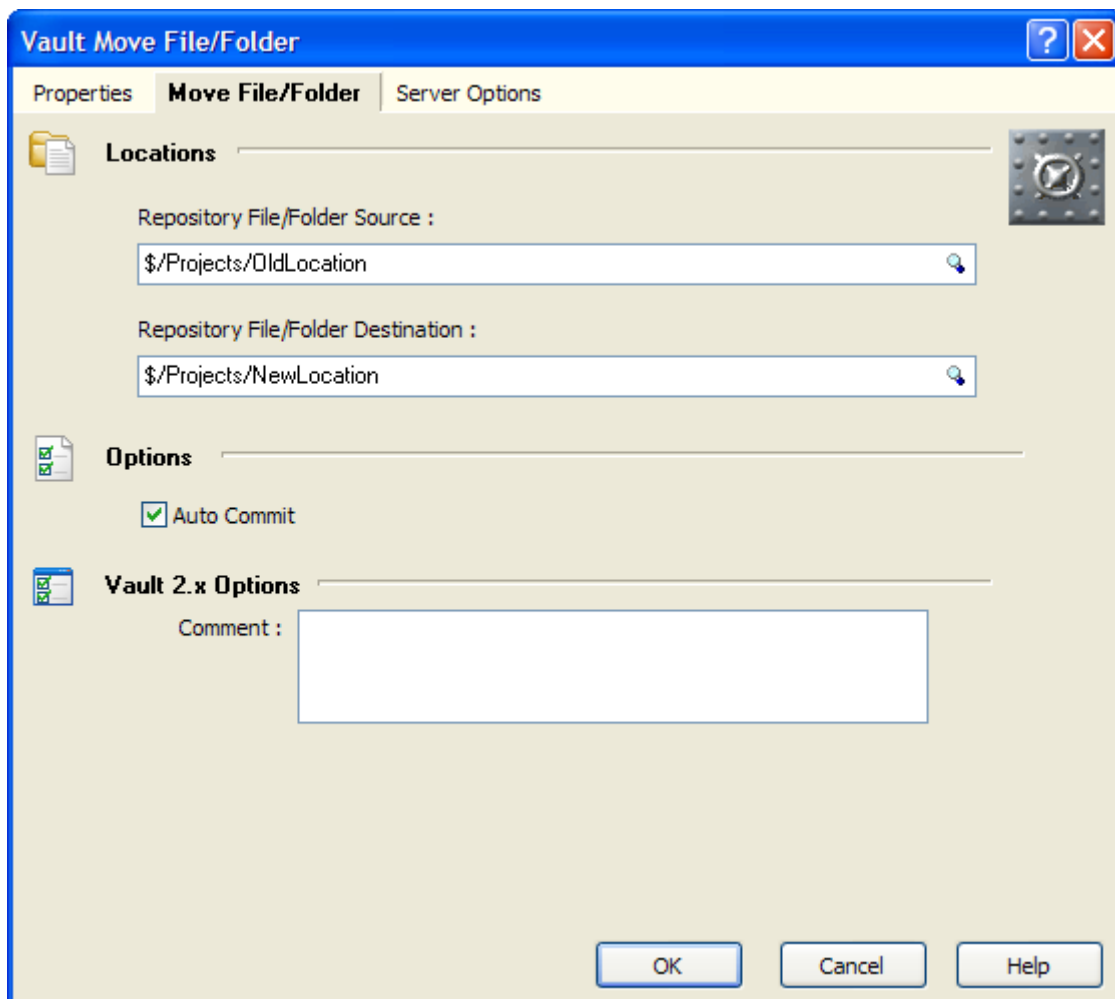 Vault Move File/Folder
Properties Move File/Folder Server Options
Locations
Repository File/Folder Source :
$/Projects/OldLocation
Repository File/Folder Destination :
$/Projects/NewLocation
Options
Auto Commit
Vault 2.x Options
Comment :
OK Cancel Help